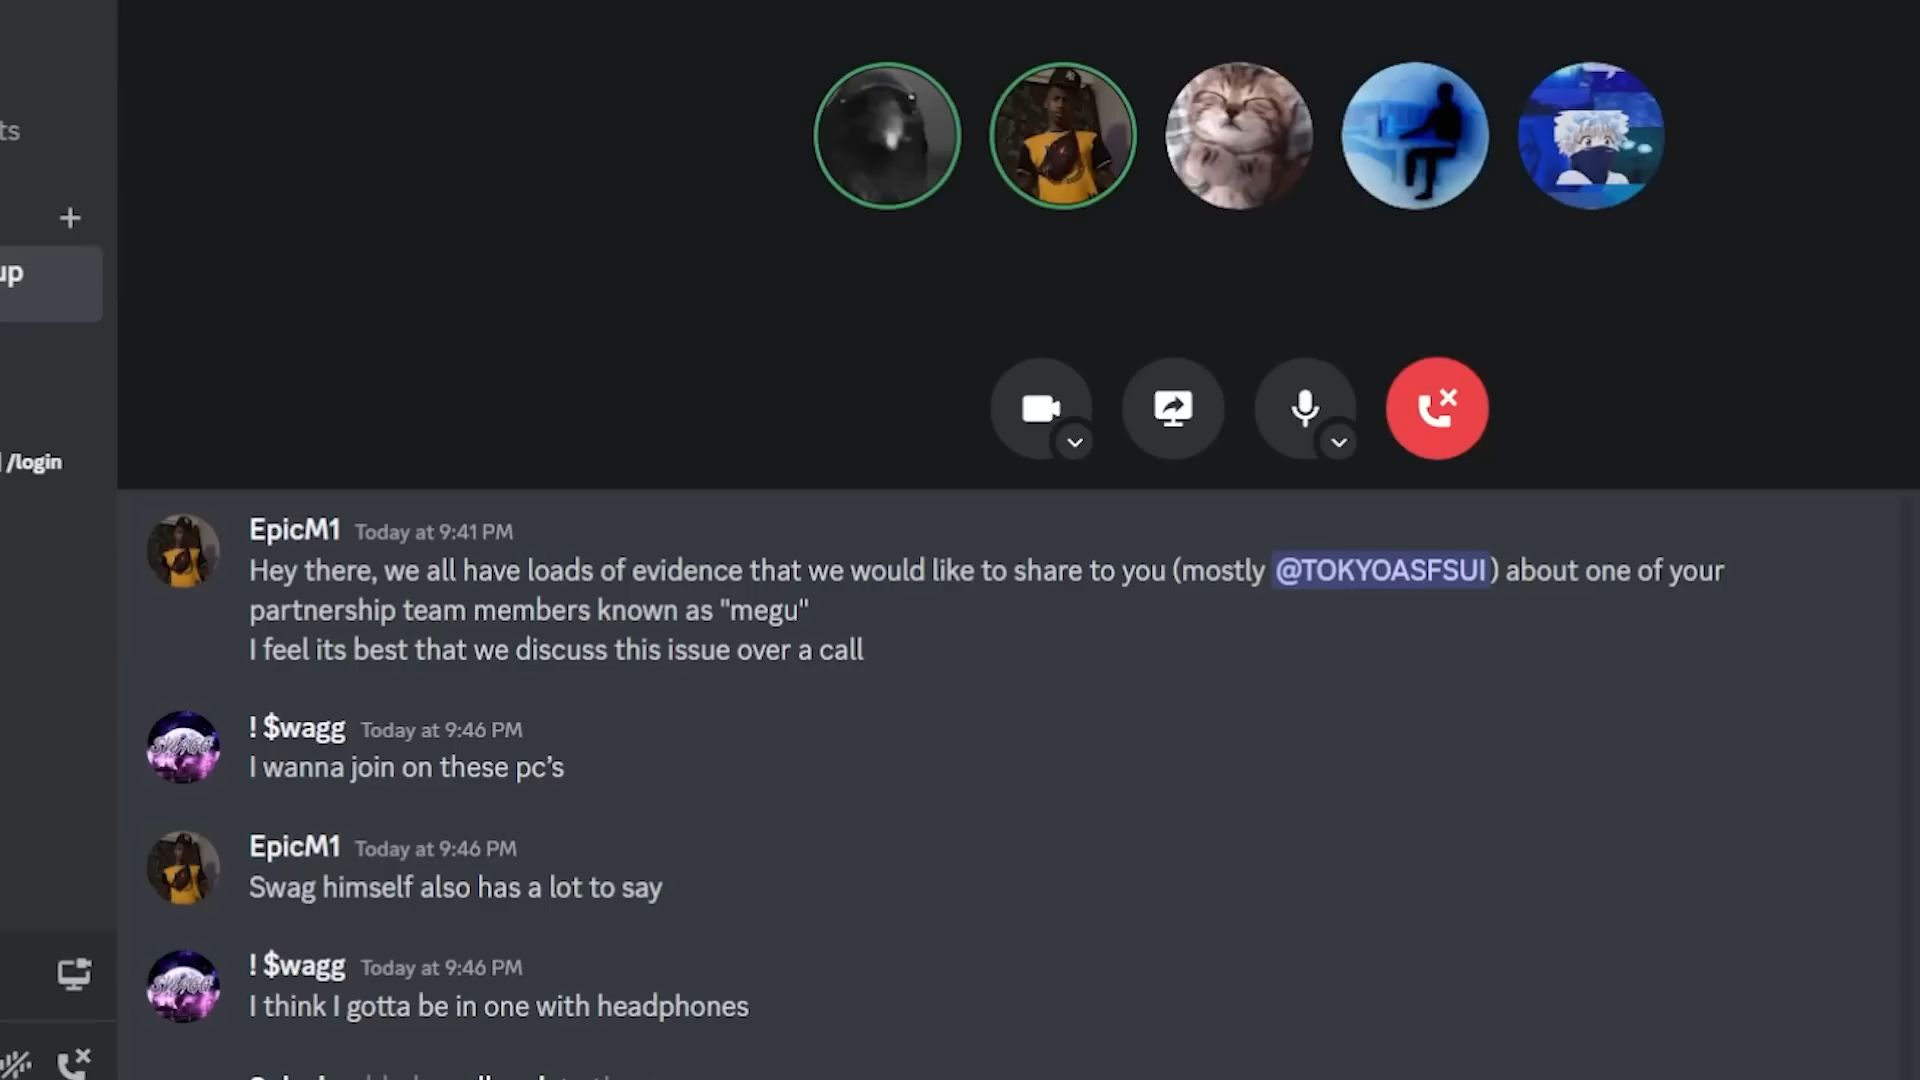 ts
up
/login
EpicM1 Today at 9:41 PM
Hey there, we all have loads of evidence that we would like to share to you (mostly @TOKYOASFSUI) about one of your
partnership team members known as "megu"
I feel its best that we discuss this issue over a call
! $wagg Today at 9:46 PM
I wanna join on these pc’s
EpicM1 Today at 9:46 PM
Swag himself also has a lot to say
! $wagg Today at 9:46 PM
I think I gotta be in one with headphones